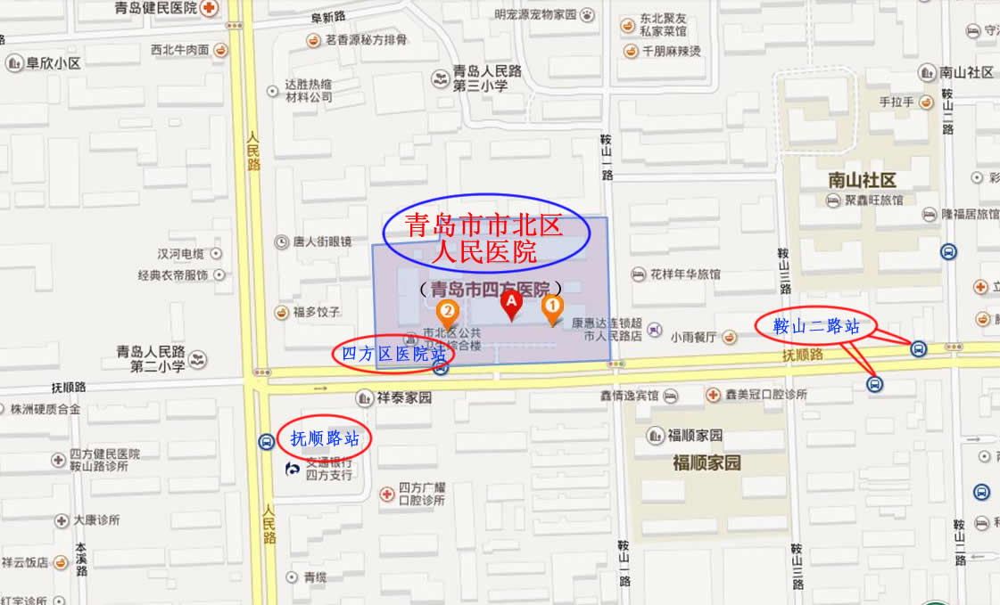 青岛健民医院
阜新路
明宠源宠物家园
东北聚友
私家菜馆
茗香源秘方排骨
西北牛肉面
千朋麻辣烫
阜欣小区
青岛人民路
第三小学
南山社区
鞍山二路
达胜热缩
材料公司
手拉手
人民路
鞍山一路
南山社区
聚鑫旺旅馆
隆福居旅馆
青岛市市北区
人民医院
唐人街眼镜
汉河电缆
经典衣帝服饰
花样年华旅馆
鞍山三路
(青岛市四方医院)
A
1
2
福多饺子
康惠达连锁超
市人民路店
小雨餐厅
鞍山二路站
市北区公共
卫生综合楼
四方区医院站
青岛人民路
第二小学
抚顺路
抚顺路
祥泰家园
鑫情逸宾馆
鑫美冠口腔诊所
株洲硬质合金
抚顺路站
福顺家园
福顺家园
四方健民医院
鞍山路诊所
交通银行
四方支行
四方广耀
口腔诊所
大康诊所
人民路
本溪路
祥云饭店
鞍山一路
鞍山三路
鞍山二路
青缆
红宇诊所